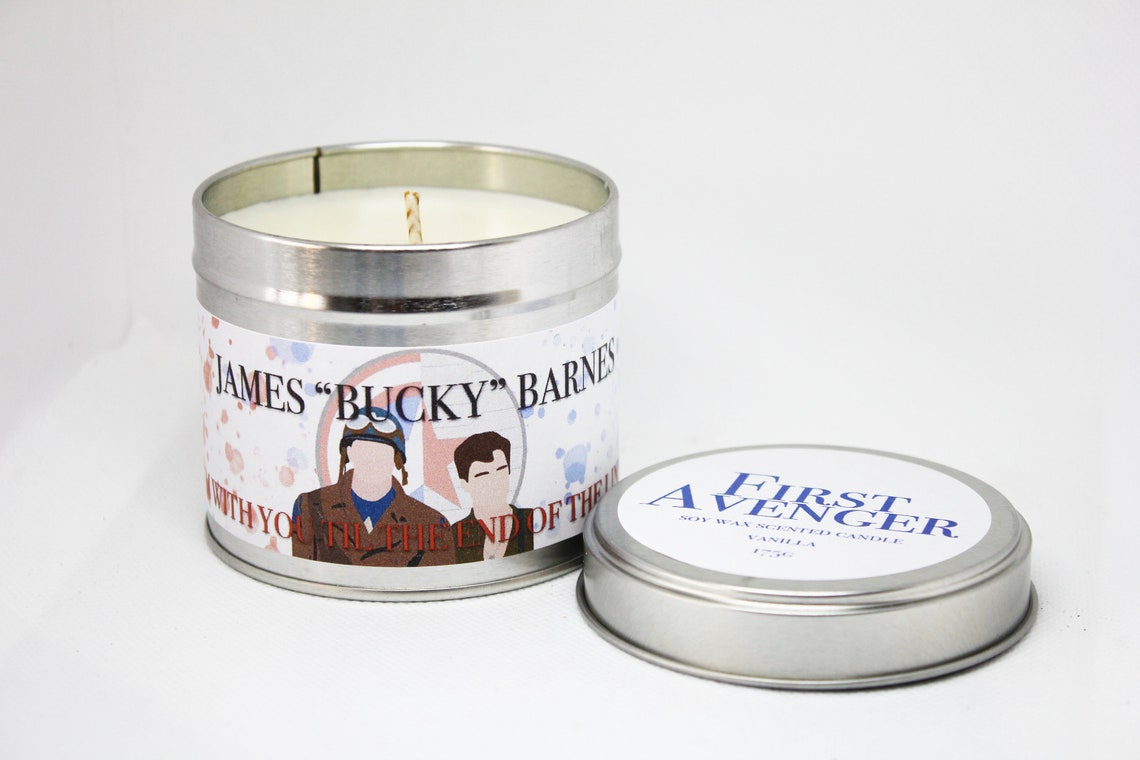 JAMES “BUCKY” BARNES
WITH YOU TIL THE END OF THE
FIRST
AVENGER
SOY WAX SCENTED CANDLE
VANILLA
175G